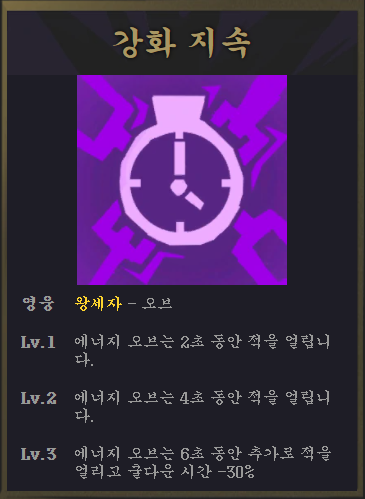 강화 지속
영웅 왕세자 – 오브
Lv.1 에너지 오브는 2초 동안 적을 얼립니
다.
Lv.2 에너지 오브는 4초 동안 적을 얼립니
다.
Lv.3 에너지 오브는 6초 동안 추가로 적을
얼리고 쿨다운 시간 -30%